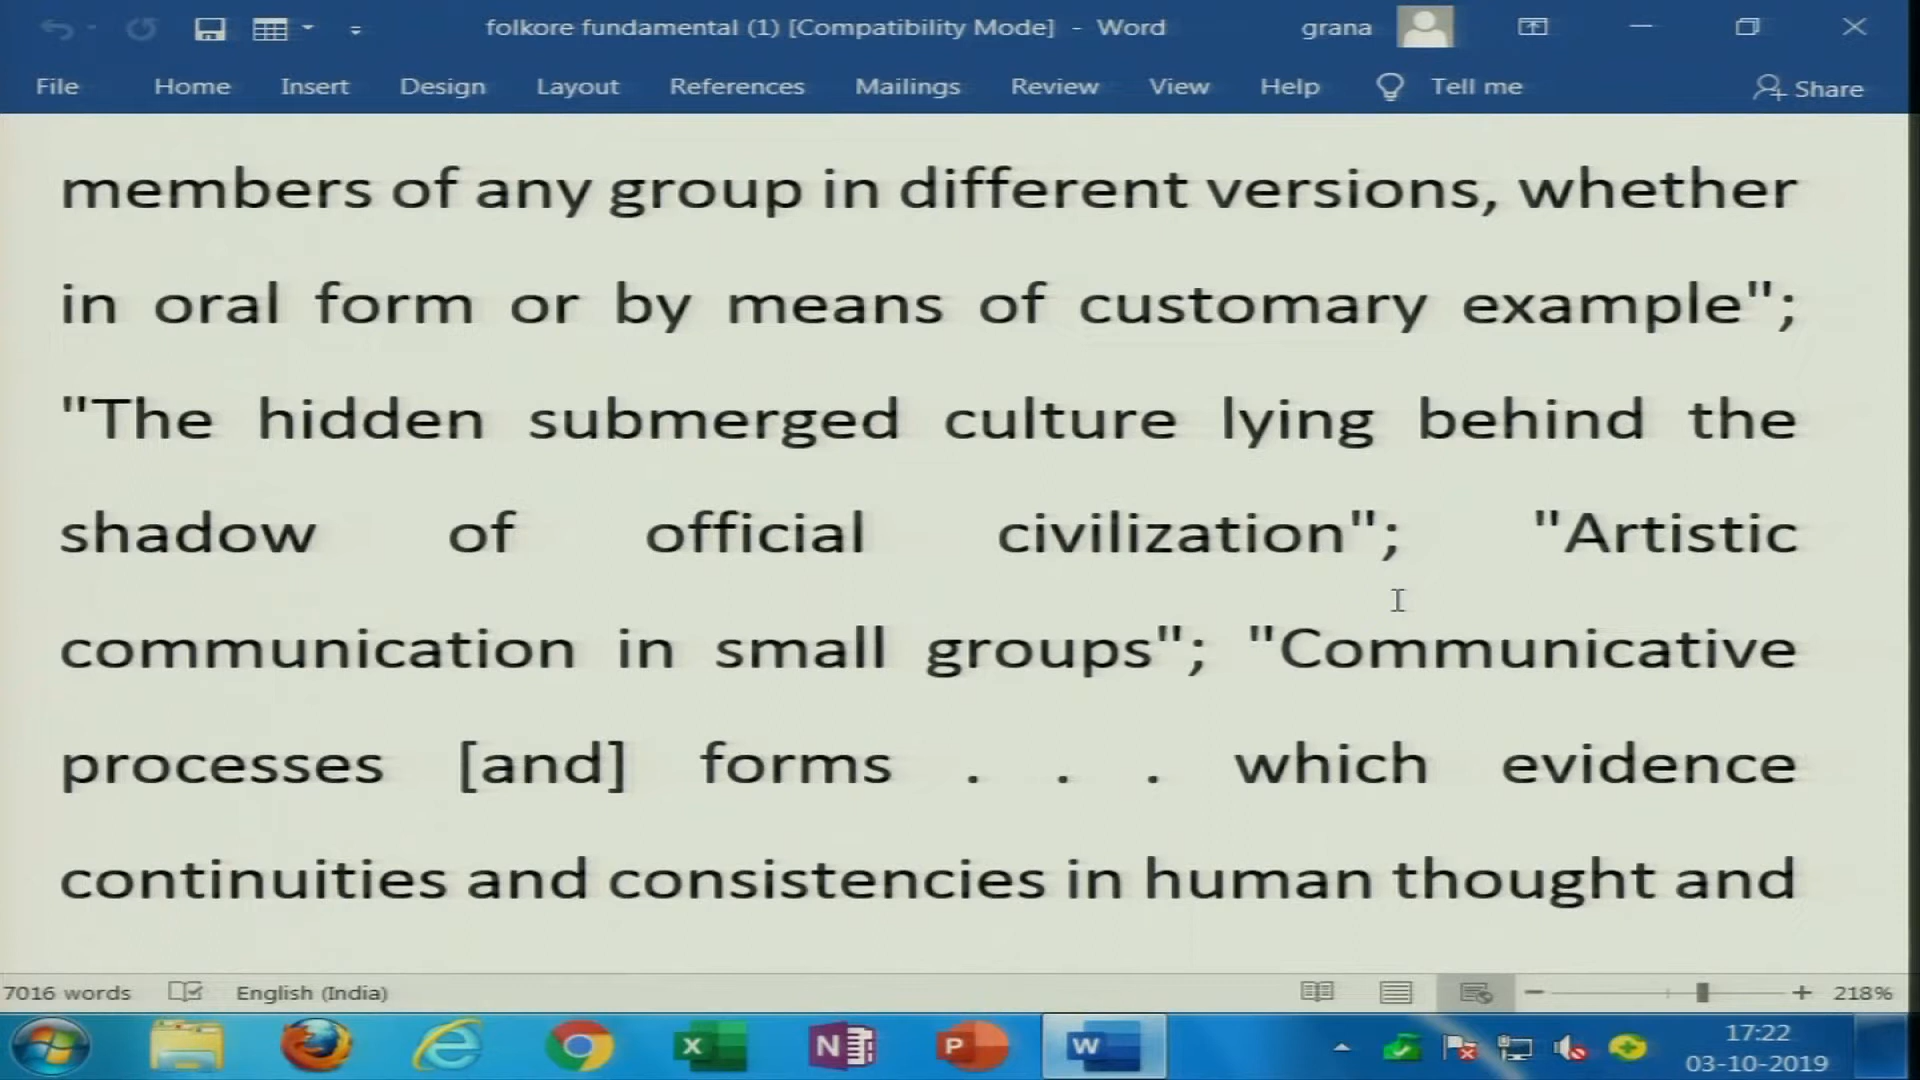 folkore fundamental (1) [Compatibility Mode] - Word
grana
File Home Insert Design Layout References Mailings Review View Help Tell me Share
members of any group in different versions, whether
in oral form or by means of customary example";
"The hidden submerged culture lying behind the
shadow of official civilization"; "Artistic
communication in small groups"; "Communicative
processes [and] forms . . . which evidence
continuities and consistencies in human thought and
7016 words English (India) 218%
17:22
03-10-2019